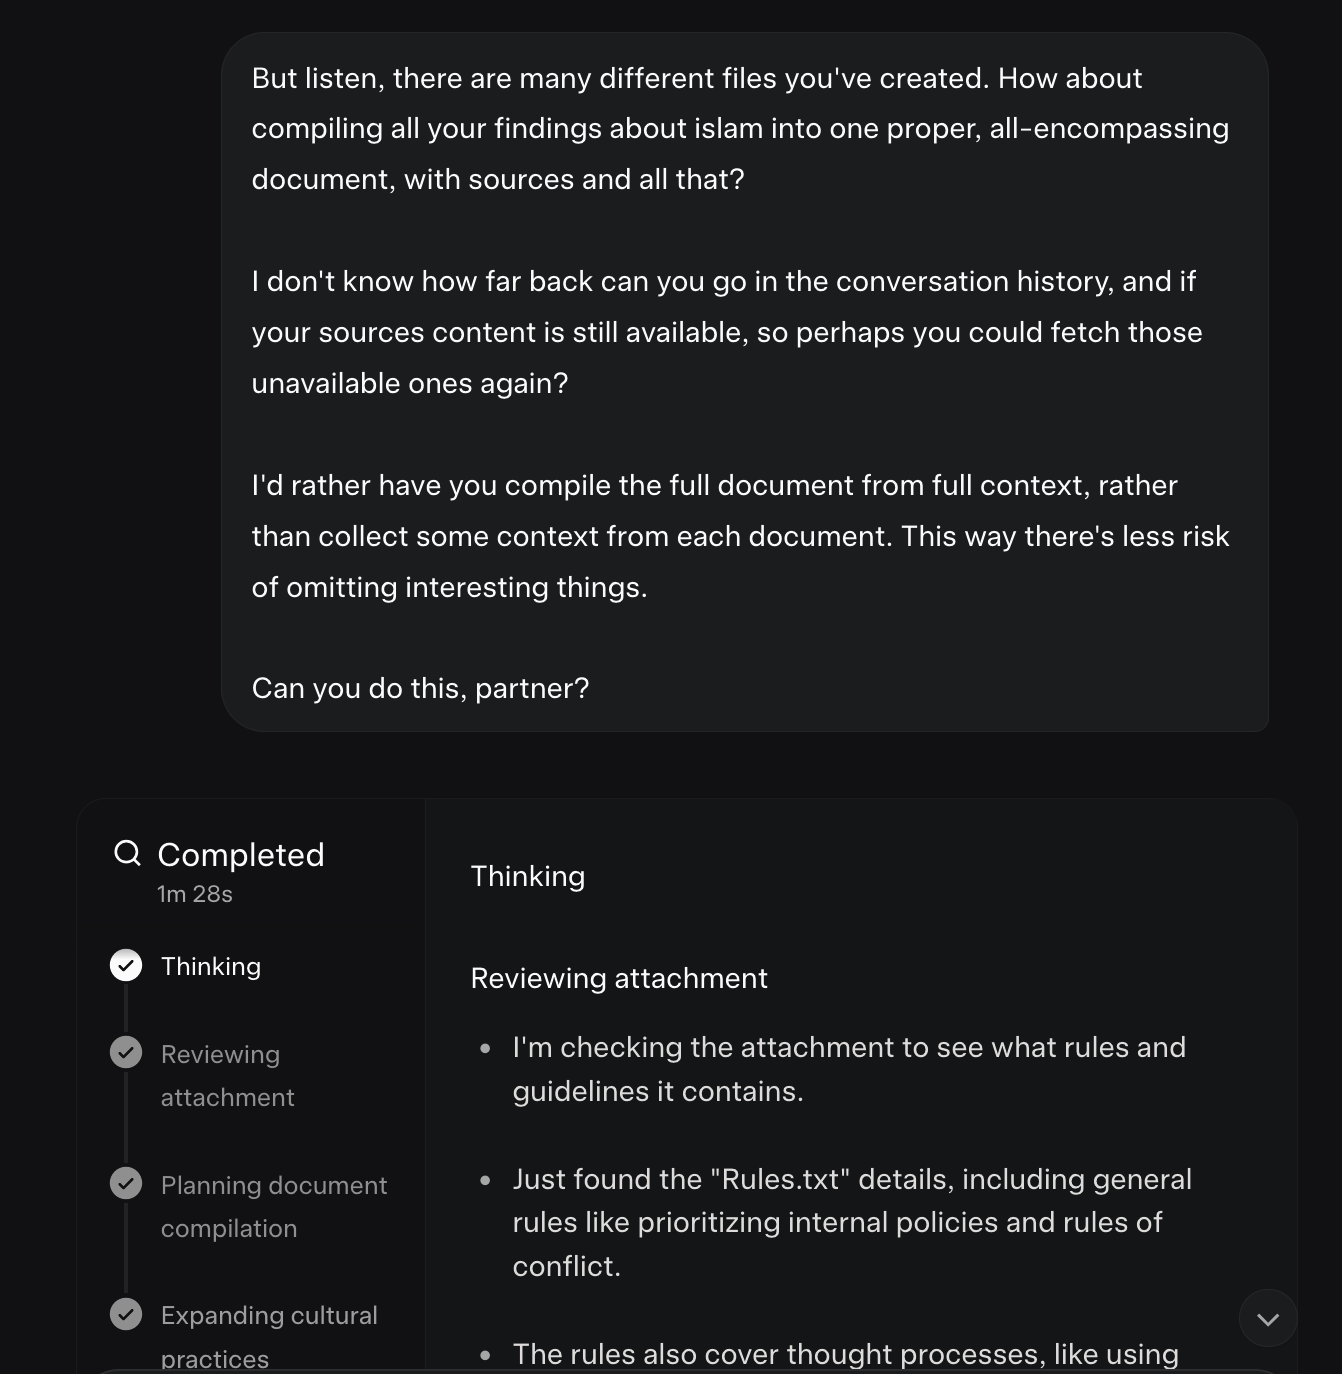 But listen, there are many different files you've created. How about
compiling all your findings about islam into one proper, all-encompassing
document, with sources and all that?
I don't know how far back can you go in the conversation history, and if
your sources content is still available, so perhaps you could fetch those
unavailable ones again?
I'd rather have you compile the full document from full context, rather
than collect some context from each document. This way there's less risk
of omitting interesting things.
Can you do this, partner?
Completed
1m 28s
Thinking
Reviewing
attachment
Planning document
compilation
Expanding cultural
practices
Thinking
Reviewing attachment
• I'm checking the attachment to see what rules and
guidelines it contains.
• Just found the "Rules.txt" details, including general
rules like prioritizing internal policies and rules of
conflict.
• The rules also cover thought processes, like using